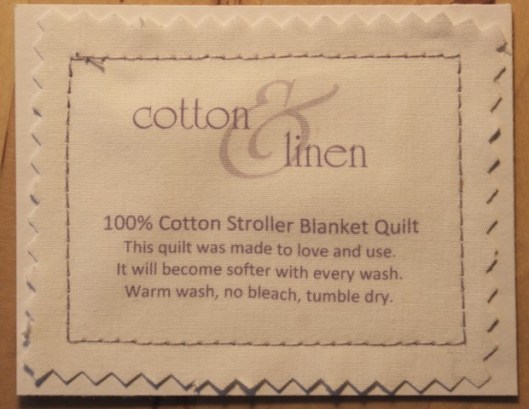 cotton &
linen
100% Cotton Stroller Blanket Quilt
This quilt was made to love and use.
It will become softer with every wash.
Warm wash, no bleach, tumble dry.